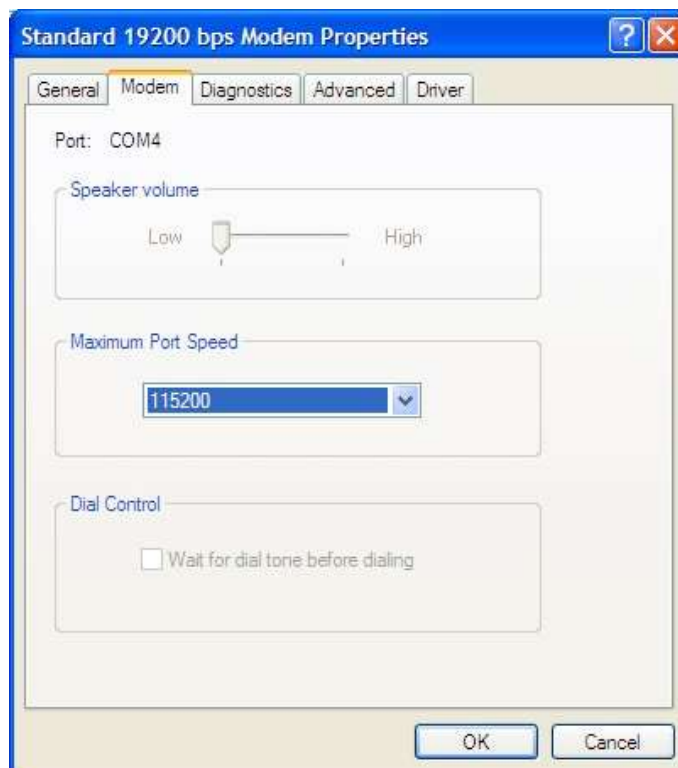 Standard 19200 bps Modem Properties
General Modem Diagnostics Advanced Driver
Port: COM4
Speaker volume
Low High
Maximum Port Speed
115200
Dial Control
Wait for dial tone before dialing
OK Cancel